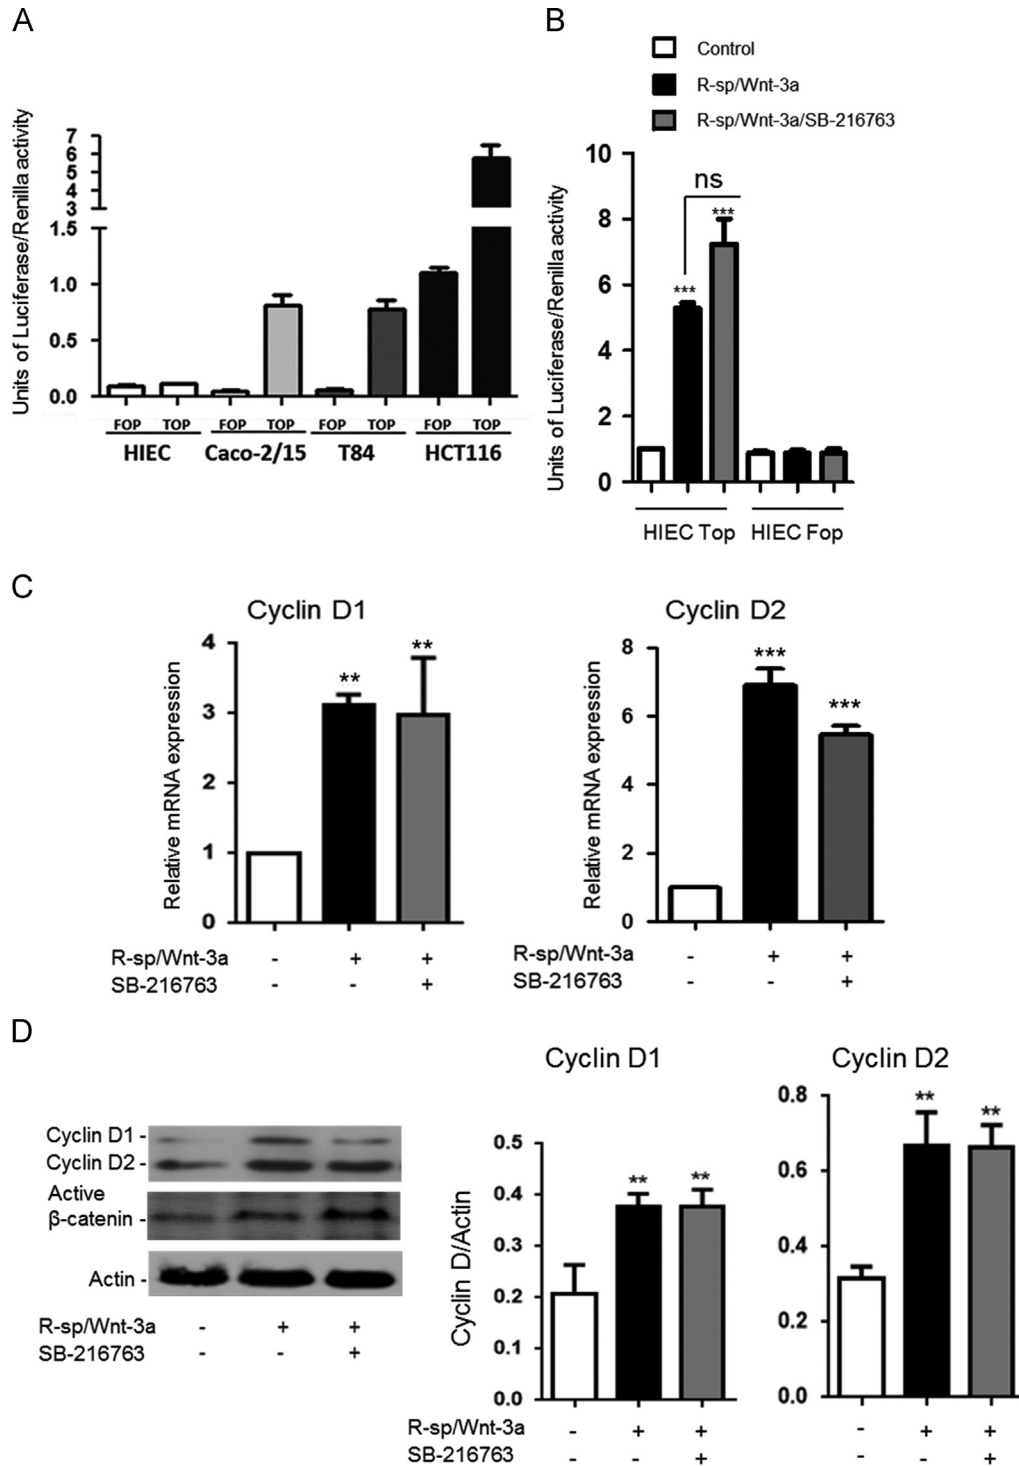 A
Units of Luciferase/Renilla activity
7
6
5
4
3
1.5
1.0
0.5
0.0
FOP TOP FOP TOP FOP TOP FOP TOP
HIEC Caco-2/15 T84 HCT116
B
Control
R-sp/Wnt-3a
R-sp/Wnt-3a/SB-216763
Units of Luciferase/Renilla activity
10
8
6
4
2
0
ns
*** ***
HIEC Top HIEC Fop
C
Cyclin D1
Relative mRNA expression
4
3
2
1
0
** **
R-sp/Wnt-3a - + +
SB-216763 - - +
Cyclin D2
Relative mRNA expression
8
6
4
2
0
*** ***
R-sp/Wnt-3a - + +
SB-216763 - - +
D
Cyclin D1 -
Cyclin D2 -
Active
β-catenin -
Actin -
R-sp/Wnt-3a - + +
SB-216763 - - +
Cyclin D1
Cyclin D/Actin
0.5
0.4
0.3
0.2
0.1
0.0
** **
R-sp/Wnt-3a - + +
SB-216763 - - +
Cyclin D2
0.8
0.6
0.4
0.2
0.0
** **
- + +
- - +